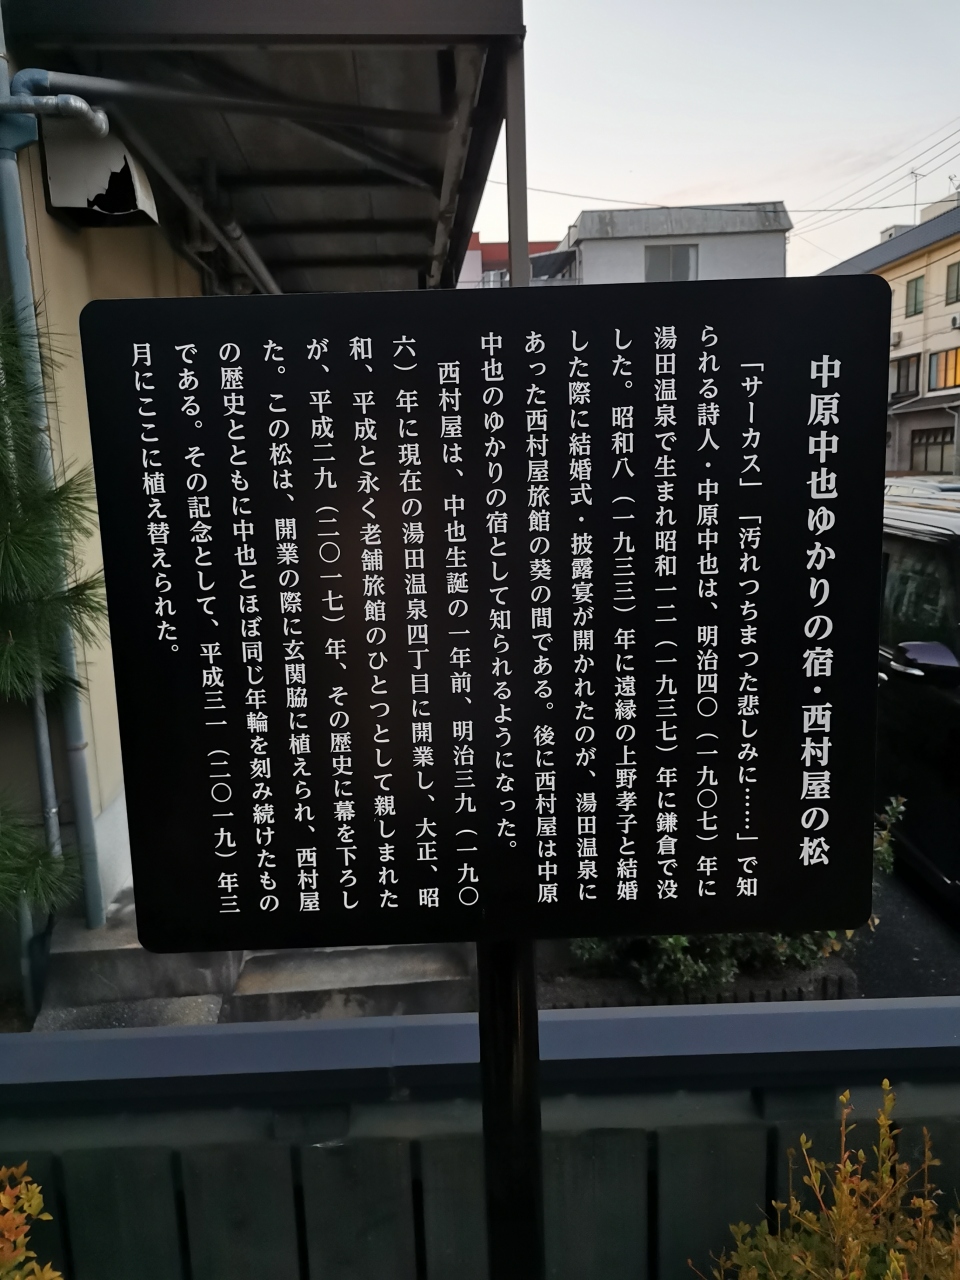 中原中也ゆかりの宿・西村屋の松
「サーカス」「汚れつちまつた悲しみに……」で知
られる詩人・中原中也は、明治四〇（一九〇七）年に
湯田温泉で生まれ昭和一二（一九三七）年に鎌倉で没
した。昭和八（一九三三）年に遠縁の上野孝子と結婚
した際に結婚式・披露宴が開かれたのが、湯田温泉に
あった西村屋旅館の葵の間である。後に西村屋は中原
中也のゆかりの宿として知られるようになった。
西村屋は、中也生誕の一年前、明治三九（一九〇
六）年に現在の湯田温泉四丁目に開業し、大正、昭
和、平成と永く老舗旅館のひとつとして親しまれた
が、平成二九（二〇一七）年、その歴史に幕を下ろし
た。この松は、開業の際に玄関脇に植えられ、西村屋
の歴史とともに中也とほぼ同じ年輪を刻み続けたもの
である。その記念として、平成三一（二〇一九）年三
月にここに植え替えられた。